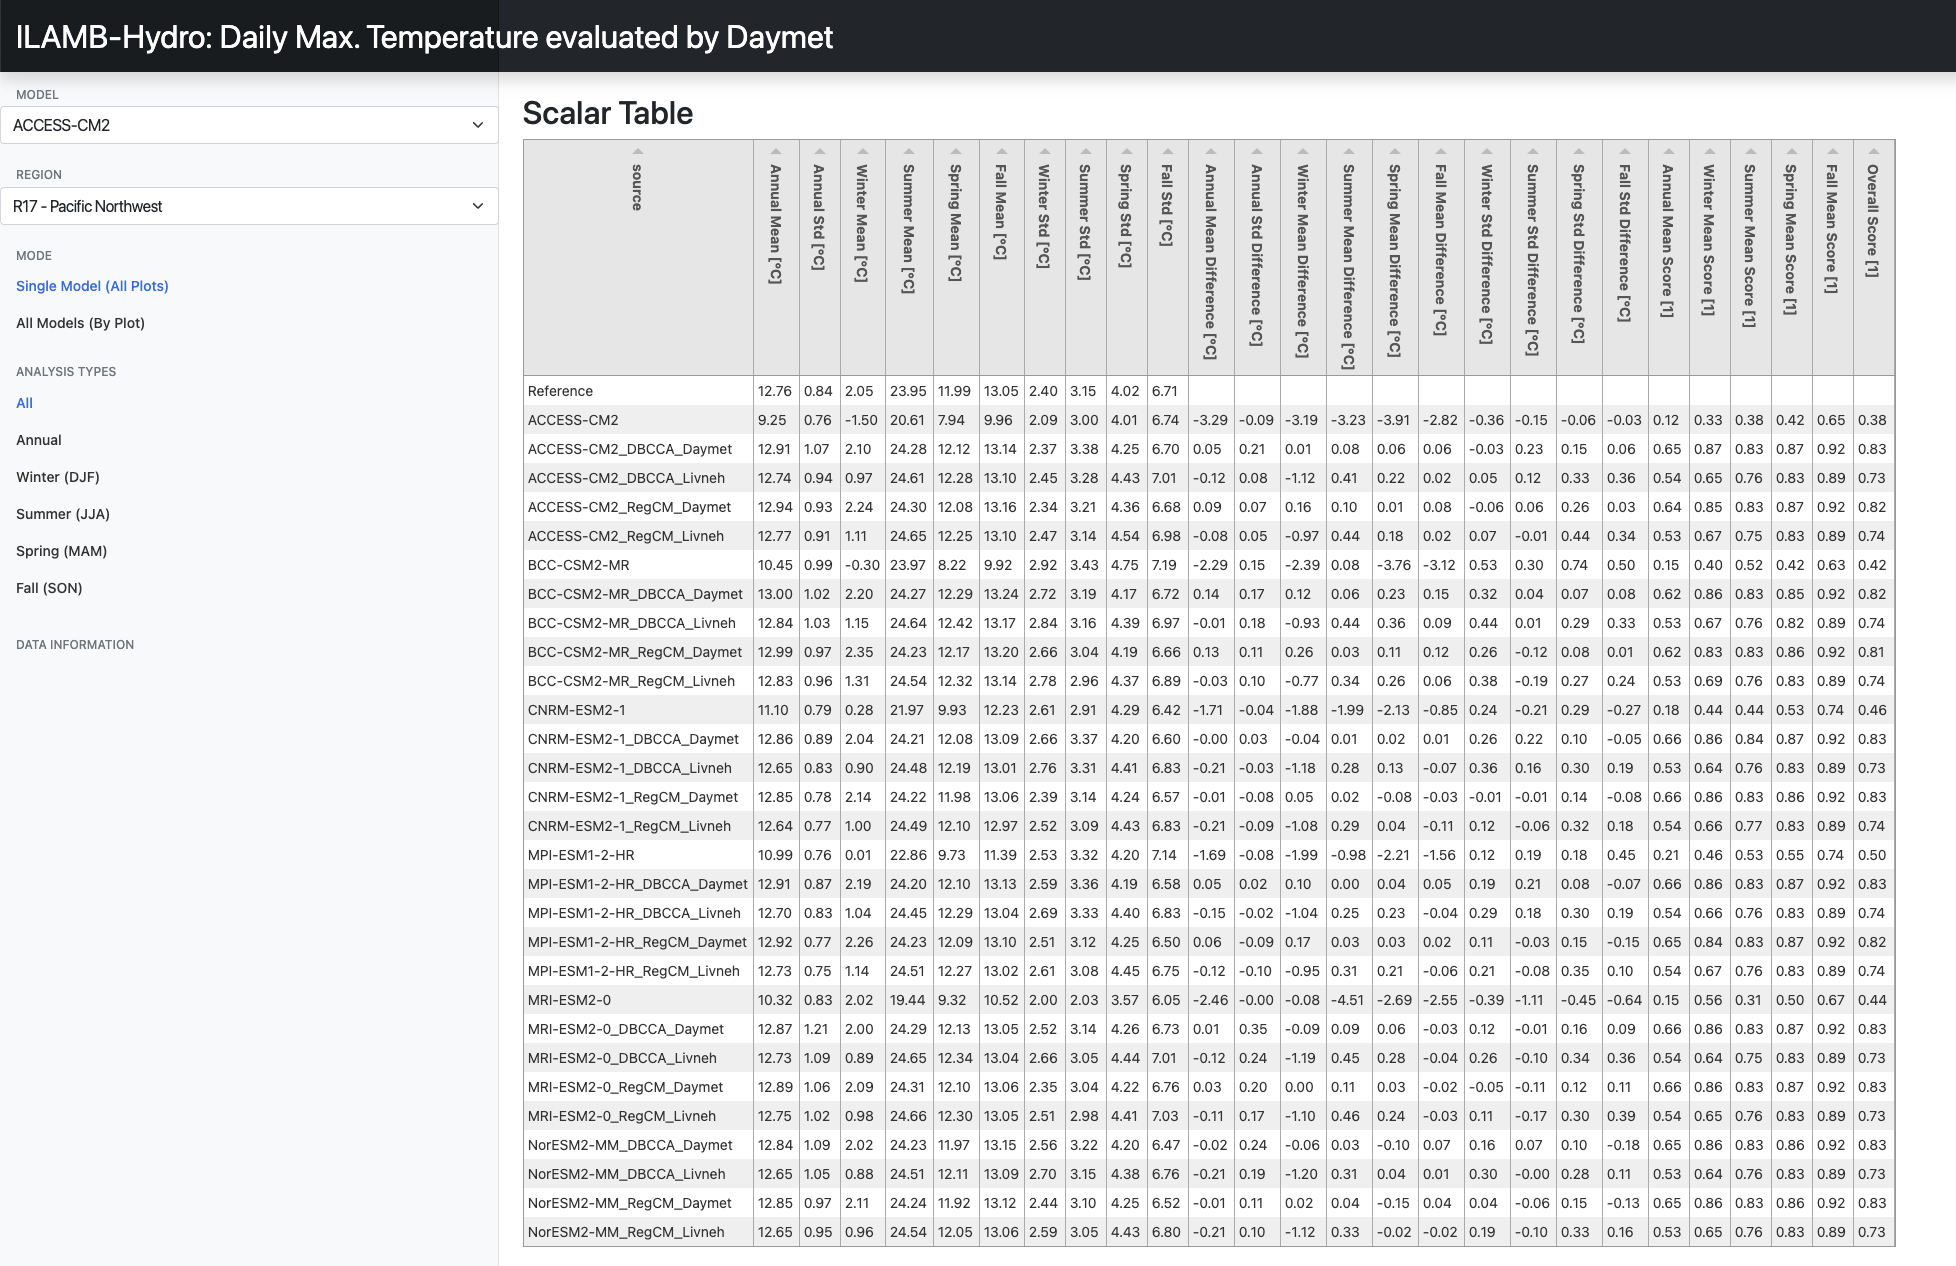 ILAMB-Hydro: Daily Max. Temperature evaluated by Daymet
MODEL
ACCESS-CM2
REGION
R17 - Pacific Northwest
MODE
Single Model (All Plots)
All Models (By Plot)
ANALYSIS TYPES
All
Annual
Winter (DJF)
Summer (JJA)
Spring (MAM)
Fall (SON)
DATA INFORMATION
Scalar Table
source Annual Mean [°C] Annual Std [°C] Winter Mean [°C] Summer Mean [°C] Spring Mean [°C] Fall Mean [°C] Winter Std [°C] Summer Std [°C] Spring Std [°C] Fall Std [°C] Annual Mean Difference [°C] Annual Std Difference [°C] Winter Mean Difference [°C] Summer Mean Difference [°C] Spring Mean Difference [°C] Fall Mean Difference [°C] Winter Std Difference [°C] Summer Std Difference [°C] Spring Std Difference [°C] Fall Std Difference [°C] Annual Mean Score [1] Winter Mean Score [1] Summer Mean Score [1] Spring Mean Score [1] Fall Mean Score [1] Overall Score [1]
Reference 12.76 0.84 2.05 23.95 11.99 13.05 2.40 3.15 4.02 6.71
ACCESS-CM2 9.25 0.76 -1.50 20.61 7.94 9.96 2.09 3.00 4.01 6.74 -3.29 -0.09 -3.19 -3.23 -3.91 -2.82 -0.36 -0.15 -0.06 -0.03 0.12 0.33 0.38 0.42 0.65 0.38
ACCESS-CM2_DBCCA_Daymet 12.91 1.07 2.10 24.28 12.12 13.14 2.37 3.38 4.25 6.70 0.05 0.21 0.01 0.08 0.06 0.06 -0.03 0.23 0.15 0.06 0.65 0.87 0.83 0.87 0.92 0.83
ACCESS-CM2_DBCCA_Livneh 12.74 0.94 0.97 24.61 12.28 13.10 2.45 3.28 4.43 7.01 -0.12 0.08 -1.12 0.41 0.22 0.02 0.05 0.12 0.33 0.36 0.54 0.65 0.76 0.83 0.89 0.73
ACCESS-CM2_RegCM_Daymet 12.94 0.93 2.24 24.30 12.08 13.16 2.34 3.21 4.36 6.68 0.09 0.07 0.16 0.10 0.01 0.08 -0.06 0.06 0.26 0.03 0.64 0.85 0.83 0.87 0.92 0.82
ACCESS-CM2_RegCM_Livneh 12.77 0.91 1.11 24.65 12.25 13.10 2.47 3.14 4.54 6.98 -0.08 0.05 -0.97 0.44 0.18 0.02 0.07 -0.01 0.44 0.34 0.53 0.67 0.75 0.83 0.89 0.74
BCC-CSM2-MR 10.45 0.99 -0.30 23.97 8.22 9.92 2.92 3.43 4.75 7.19 -2.29 0.15 -2.39 0.08 -3.76 -3.12 0.53 0.30 0.74 0.50 0.15 0.40 0.52 0.42 0.63 0.42
BCC-CSM2-MR_DBCCA_Daymet 13.00 1.02 2.20 24.27 12.29 13.24 2.72 3.19 4.17 6.72 0.14 0.17 0.12 0.06 0.23 0.15 0.32 0.04 0.07 0.08 0.62 0.86 0.83 0.85 0.92 0.82
BCC-CSM2-MR_DBCCA_Livneh 12.84 1.03 1.15 24.64 12.42 13.17 2.84 3.16 4.39 6.97 -0.01 0.18 -0.93 0.44 0.36 0.09 0.44 0.01 0.29 0.33 0.53 0.67 0.76 0.82 0.89 0.74
BCC-CSM2-MR_RegCM_Daymet 12.99 0.97 2.35 24.23 12.17 13.20 2.66 3.04 4.19 6.66 0.13 0.11 0.26 0.03 0.11 0.12 0.26 -0.12 0.08 0.01 0.62 0.83 0.83 0.86 0.92 0.81
BCC-CSM2-MR_RegCM_Livneh 12.83 0.96 1.31 24.54 12.32 13.14 2.78 2.96 4.37 6.89 -0.03 0.10 -0.77 0.34 0.26 0.06 0.38 -0.19 0.27 0.24 0.53 0.69 0.76 0.83 0.89 0.74
CNRM-ESM2-1 11.10 0.79 0.28 21.97 9.93 12.23 2.61 2.91 4.29 6.42 -1.71 -0.04 -1.88 -1.99 -2.13 -0.85 0.24 -0.21 0.29 -0.27 0.18 0.44 0.44 0.53 0.74 0.46
CNRM-ESM2-1_DBCCA_Daymet 12.86 0.89 2.04 24.21 12.08 13.09 2.66 3.37 4.20 6.60 -0.00 0.03 -0.04 0.01 0.02 0.01 0.26 0.22 0.10 -0.05 0.66 0.86 0.84 0.87 0.92 0.83
CNRM-ESM2-1_DBCCA_Livneh 12.65 0.83 0.90 24.48 12.19 13.01 2.76 3.31 4.41 6.83 -0.21 -0.03 -1.18 0.28 0.13 -0.07 0.36 0.16 0.30 0.19 0.53 0.64 0.76 0.83 0.89 0.73
CNRM-ESM2-1_RegCM_Daymet 12.85 0.78 2.14 24.22 11.98 13.06 2.39 3.14 4.24 6.57 -0.01 -0.08 0.05 0.02 -0.08 -0.03 -0.01 -0.01 0.14 -0.08 0.66 0.86 0.83 0.86 0.92 0.83
CNRM-ESM2-1_RegCM_Livneh 12.64 0.77 1.00 24.49 12.10 12.97 2.52 3.09 4.43 6.83 -0.21 -0.09 -1.08 0.29 0.04 -0.11 0.12 -0.06 0.32 0.18 0.54 0.66 0.77 0.83 0.89 0.74
MPI-ESM1-2-HR 10.99 0.76 0.01 22.86 9.73 11.39 2.53 3.32 4.20 7.14 -1.69 -0.08 -1.99 -0.98 -2.21 -1.56 0.12 0.19 0.18 0.45 0.21 0.46 0.53 0.55 0.74 0.50
MPI-ESM1-2-HR_DBCCA_Daymet 12.91 0.87 2.19 24.20 12.10 13.13 2.59 3.36 4.19 6.58 0.05 0.02 0.10 0.00 0.04 0.05 0.19 0.21 0.08 -0.07 0.66 0.86 0.83 0.87 0.92 0.83
MPI-ESM1-2-HR_DBCCA_Livneh 12.70 0.83 1.04 24.45 12.29 13.04 2.69 3.33 4.40 6.83 -0.15 -0.02 -1.04 0.25 0.23 -0.04 0.29 0.18 0.30 0.19 0.54 0.66 0.76 0.83 0.89 0.74
MPI-ESM1-2-HR_RegCM_Daymet 12.92 0.77 2.26 24.23 12.09 13.10 2.51 3.12 4.25 6.50 0.06 -0.09 0.17 0.03 0.03 0.02 0.11 -0.03 0.15 -0.15 0.65 0.84 0.83 0.87 0.92 0.82
MPI-ESM1-2-HR_RegCM_Livneh 12.73 0.75 1.14 24.51 12.27 13.02 2.61 3.08 4.45 6.75 -0.12 -0.10 -0.95 0.31 0.21 -0.06 0.21 -0.08 0.35 0.10 0.54 0.67 0.76 0.83 0.89 0.74
MRI-ESM2-0 10.32 0.83 2.02 19.44 9.32 10.52 2.00 2.03 3.57 6.05 -2.46 -0.00 -0.08 -4.51 -2.69 -2.55 -0.39 -1.11 -0.45 -0.64 0.15 0.56 0.31 0.50 0.67 0.44
MRI-ESM2-0_DBCCA_Daymet 12.87 1.21 2.00 24.29 12.13 13.05 2.52 3.14 4.26 6.73 0.01 0.35 -0.09 0.09 0.06 -0.03 0.12 -0.01 0.16 0.09 0.66 0.86 0.83 0.87 0.92 0.83
MRI-ESM2-0_DBCCA_Livneh 12.73 1.09 0.89 24.65 12.34 13.04 2.66 3.05 4.44 7.01 -0.12 0.24 -1.19 0.45 0.28 -0.04 0.26 -0.10 0.34 0.36 0.54 0.64 0.75 0.83 0.89 0.73
MRI-ESM2-0_RegCM_Daymet 12.89 1.06 2.09 24.31 12.10 13.06 2.35 3.04 4.22 6.76 0.03 0.20 0.00 0.11 0.03 -0.02 -0.05 -0.11 0.12 0.11 0.66 0.86 0.83 0.87 0.92 0.83
MRI-ESM2-0_RegCM_Livneh 12.75 1.02 0.98 24.66 12.30 13.05 2.51 2.98 4.41 7.03 -0.11 0.17 -1.10 0.46 0.24 -0.03 0.11 -0.17 0.30 0.39 0.54 0.65 0.76 0.83 0.89 0.73
NorESM2-MM_DBCCA_Daymet 12.84 1.09 2.02 24.23 11.97 13.15 2.56 3.22 4.20 6.47 -0.02 0.24 -0.06 0.03 -0.10 0.07 0.16 0.07 0.10 -0.18 0.65 0.86 0.83 0.86 0.92 0.83
NorESM2-MM_DBCCA_Livneh 12.65 1.05 0.88 24.51 12.11 13.09 2.70 3.15 4.38 6.76 -0.21 0.19 -1.20 0.31 0.04 0.01 0.30 -0.00 0.28 0.11 0.53 0.64 0.76 0.83 0.89 0.73
NorESM2-MM_RegCM_Daymet 12.85 0.97 2.11 24.24 11.92 13.12 2.44 3.10 4.25 6.52 -0.01 0.11 0.02 0.04 -0.15 0.04 0.04 -0.06 0.15 -0.13 0.65 0.86 0.83 0.86 0.92 0.83
NorESM2-MM_RegCM_Livneh 12.65 0.95 0.96 24.54 12.05 13.06 2.59 3.05 4.43 6.80 -0.21 0.10 -1.12 0.33 -0.02 -0.02 0.19 -0.10 0.33 0.16 0.53 0.65 0.76 0.83 0.89 0.73